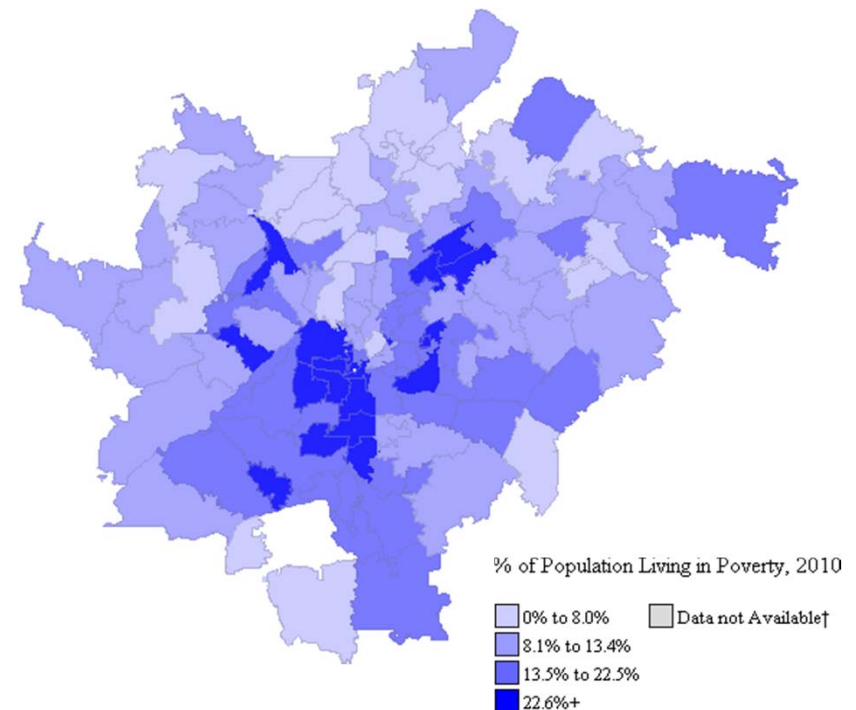 % of Population Living in Poverty, 2010
0% to 8.0%
Data not Available†
8.1% to 13.4%
13.5% to 22.5%
22.6%+